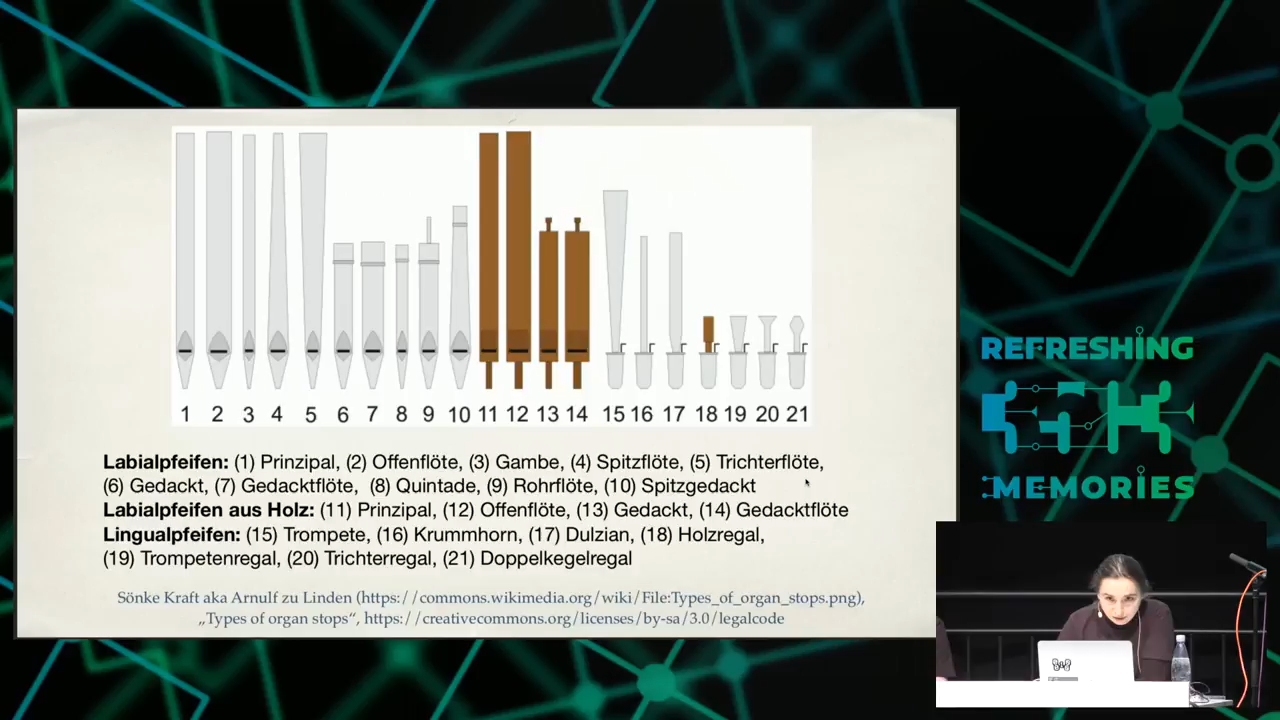 1 2 3 4 5 6 7 8 9 10 11 12 13 14 15 16 17 18 19 20 21
Labialpfeifen: (1) Prinzipal, (2) Offenflöte, (3) Gambe, (4) Spitzflöte, (5) Trichterflöte,
(6) Gedackt, (7) Gedacktflöte, (8) Quintade, (9) Rohrflöte, (10) Spitzgedackt
Labialpfeifen aus Holz: (11) Prinzipal, (12) Offenflöte, (13) Gedackt, (14) Gedacktflöte
Lingualpfeifen: (15) Trompete, (16) Krummhorn, (17) Dulzian, (18) Holzregal,
(19) Trompetenregal, (20) Trichterregal, (21) Doppelkegelregal
Sönke Kraft aka Arnulf zu Linden (https://commons.wikimedia.org/wiki/File:Types_of_organ_stops.png),
„Types of organ stops“, https://creativecommons.org/licenses/by-sa/3.0/legalcode
REFRESHING
MEMORIES